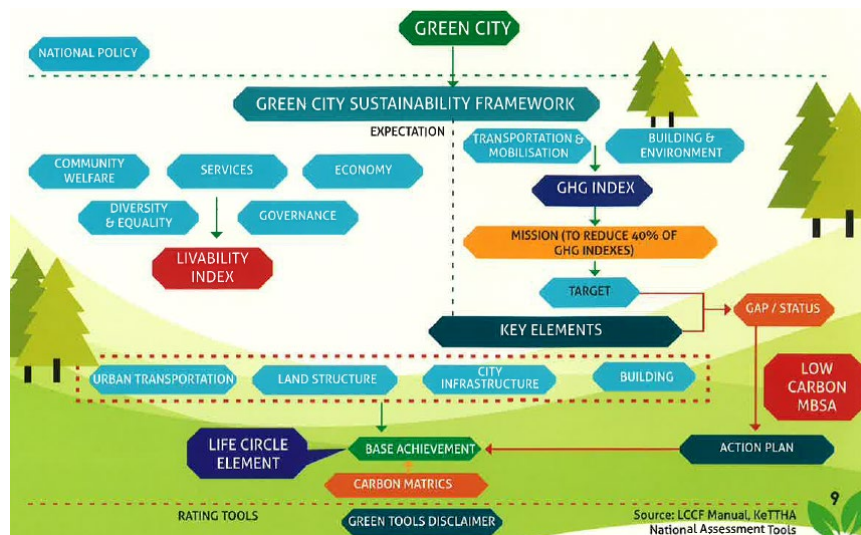 GREEN CITY
NATIONAL POLICY
GREEN CITY SUSTAINABILITY FRAMEWORK
EXPECTATION
TRANSPORTATION &
MOBILISATION
BUILDING &
ENVIRONMENT
COMMUNITY
WELFARE
SERVICES
ECONOMY
GHG INDEX
DIVERSITY
& EQUALITY
GOVERNANCE
MISSION (TO REDUCE 40% OF
GHG INDEXES)
LIVABILITY
INDEX
TARGET
GAP / STATUS
KEY ELEMENTS
URBAN TRANSPORTATION
LAND STRUCTURE
CITY
INFRASTRUCTURE
BUILDING
LOW
CARBON
MBSA
LIFE CIRCLE
ELEMENT
BASE ACHIEVEMENT
ACTION PLAN
CARBON MATRICS
9
RATING TOOLS
GREEN TOOLS DISCLAIMER
Source: LCCF Manual, KeTTHA
National Assessment Tools